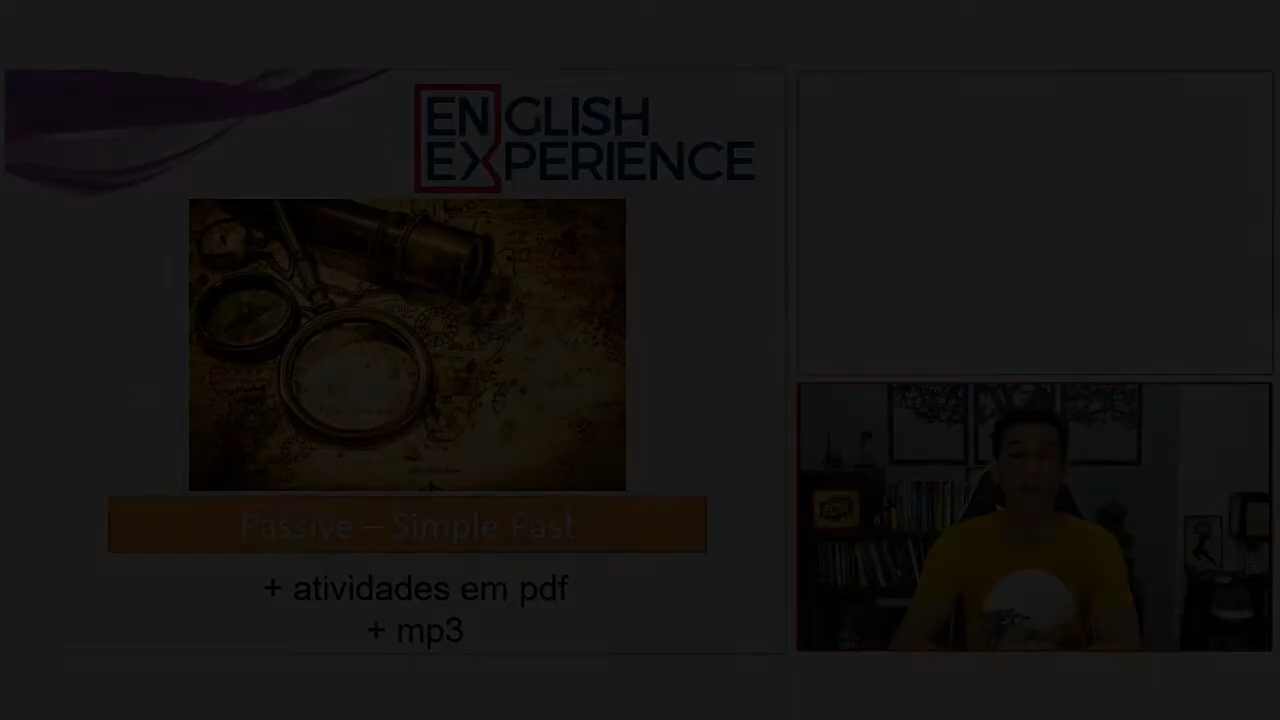 ENGLISH
EXPERIENCE
Passive – Simple Past
+ atividades em pdf
+ mp3